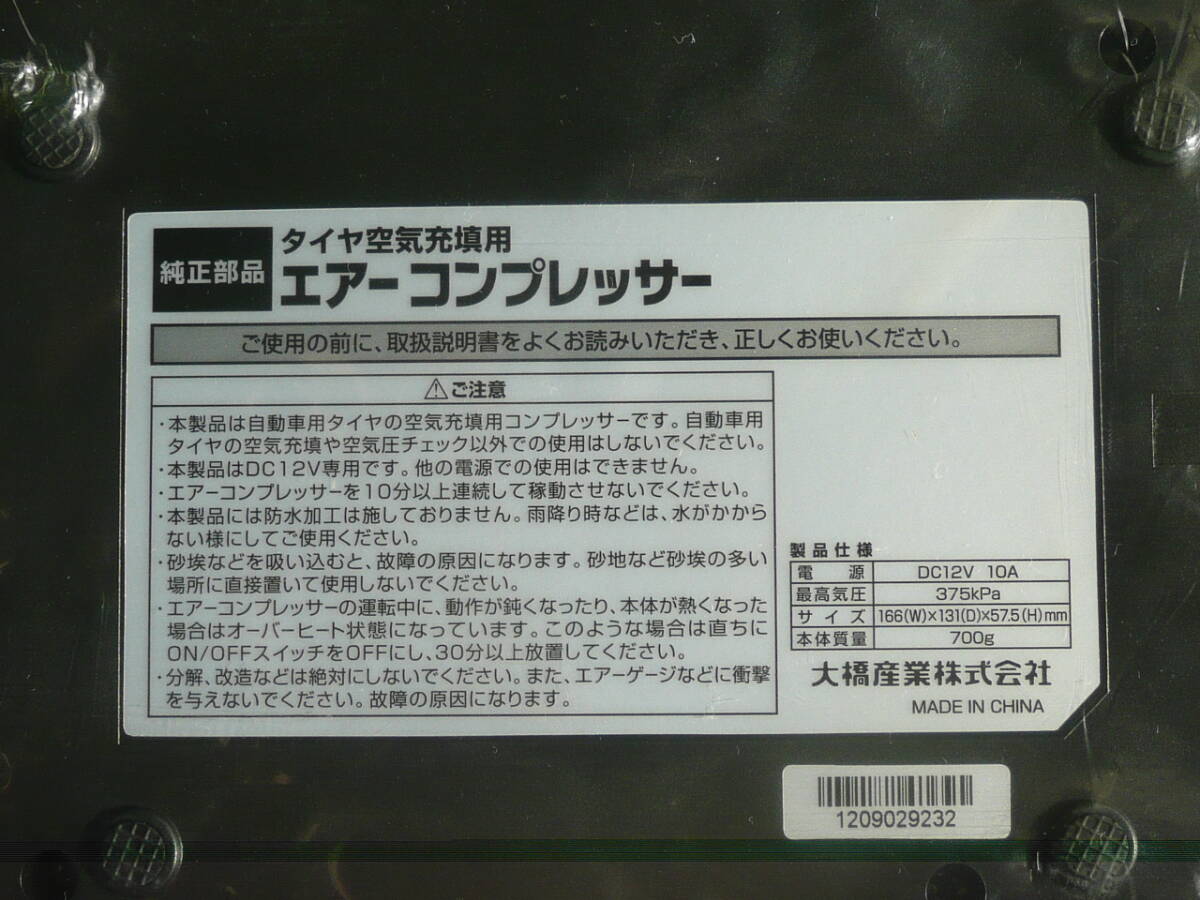 純正部品
タイヤ空気充填用
エアーコンプレッサー
ご使用の前に、取扱説明書をよくお読みいただき、正しくお使いください。
⚠ご注意
・本製品は自動車用タイヤの空気充填用コンプレッサーです。自動車用
タイヤの空気充填や空気圧チェック以外での使用はしないでください。
・本製品はDC12V専用です。他の電源での使用はできません。
・エアーコンプレッサーを10分以上連続して稼動させないでください。
・本製品には防水加工は施しておりません。雨降り時などは、水がかから
ない様にしてご使用ください。
・砂埃などを吸い込むと、故障の原因になります。砂地など砂埃の多い
場所に直接置いて使用しないでください。
・エアーコンプレッサーの運転中に、動作が鈍くなったり、本体が熱くなった
場合はオーバーヒート状態になっています。このような場合は直ちに
ON/OFFスイッチをOFFにし、30分以上放置してください。
・分解、改造などは絶対にしないでください。また、エアーゲージなどに衝撃
を与えないでください。故障の原因になります。
製品仕様
電源 DC12V 10A
最高気圧 375kPa
サイズ 166(W)×131(D)×57.5(H)mm
本体質量 700g
大橋産業株式会社
MADE IN CHINA
1209029232